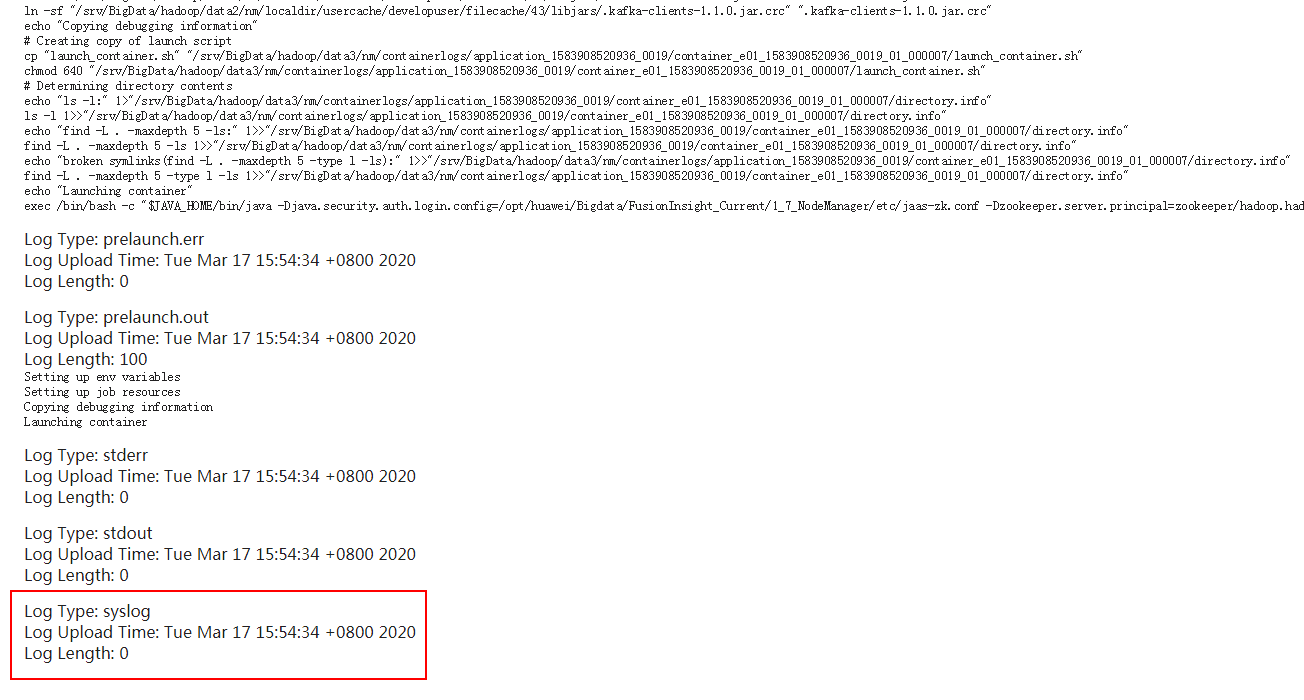 ln -sf "/srv/BigData/hadoop/data2/nm/localdir/usercache/developuser/filecache/43/libjars/.kafka-clients-1.1.0.jar.crc" ".kafka-clients-1.1.0.jar.crc"
echo "Copying debugging information"
# Creating copy of launch script
cp "launch_container.sh" "/srv/BigData/hadoop/data3/nm/containerlogs/application_1583908520936_0019/container_e01_1583908520936_0019_01_000007/launch_container.sh"
chmod 640 "/srv/BigData/hadoop/data3/nm/containerlogs/application_1583908520936_0019/container_e01_1583908520936_0019_01_000007/launch_container.sh"
# Determining directory contents
echo "ls -l:" 1>"/srv/BigData/hadoop/data3/nm/containerlogs/application_1583908520936_0019/container_e01_1583908520936_0019_01_000007/directory.info"
ls -l 1>>"/srv/BigData/hadoop/data3/nm/containerlogs/application_1583908520936_0019/container_e01_1583908520936_0019_01_000007/directory.info"
echo "find -L . -maxdepth 5 -ls:" 1>>"/srv/BigData/hadoop/data3/nm/containerlogs/application_1583908520936_0019/container_e01_1583908520936_0019_01_000007/directory.info"
find -L . -maxdepth 5 -ls 1>>"/srv/BigData/hadoop/data3/nm/containerlogs/application_1583908520936_0019/container_e01_1583908520936_0019_01_000007/directory.info"
echo "broken symlinks(find -L . -maxdepth 5 -type l -ls):" 1>>"/srv/BigData/hadoop/data3/nm/containerlogs/application_1583908520936_0019/container_e01_1583908520936_0019_01_000007/directory.info"
find -L . -maxdepth 5 -type l -ls 1>>"/srv/BigData/hadoop/data3/nm/containerlogs/application_1583908520936_0019/container_e01_1583908520936_0019_01_000007/directory.info"
echo "Launching container"
exec /bin/bash -c "$JAVA_HOME/bin/java -Djava.security.auth.login.config=/opt/huawei/Bigdata/FusionInsight_Current/1_7_NodeManager/etc/jaas-zk.conf -Dzookeeper.server.principal=zookeeper/hadoop.had
Log Type: prelaunch.err
Log Upload Time: Tue Mar 17 15:54:34 +0800 2020
Log Length: 0
Log Type: prelaunch.out
Log Upload Time: Tue Mar 17 15:54:34 +0800 2020
Log Length: 100
Setting up env variables
Setting up job resources
Copying debugging information
Launching container
Log Type: stderr
Log Upload Time: Tue Mar 17 15:54:34 +0800 2020
Log Length: 0
Log Type: stdout
Log Upload Time: Tue Mar 17 15:54:34 +0800 2020
Log Length: 0
Log Type: syslog
Log Upload Time: Tue Mar 17 15:54:34 +0800 2020
Log Length: 0